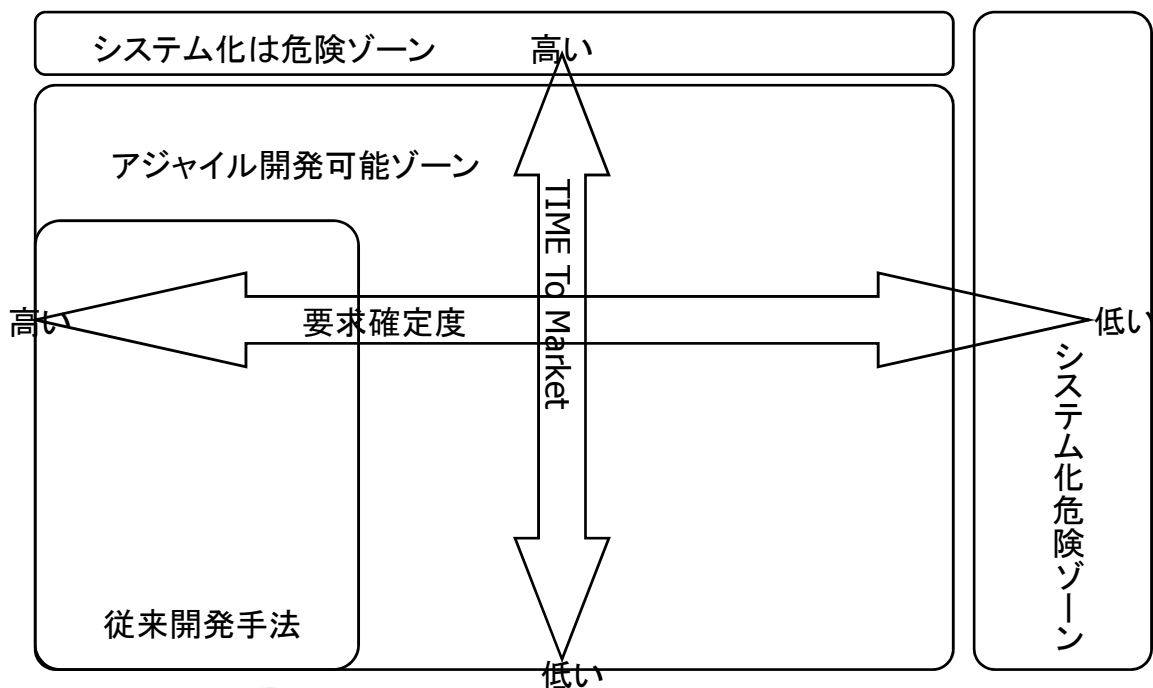 システム化は危険ゾーン
高い
アジャイル開発可能ゾーン
TIME To Market
高い
要求確定度
低い
システム化危険ゾーン
従来開発手法
低い